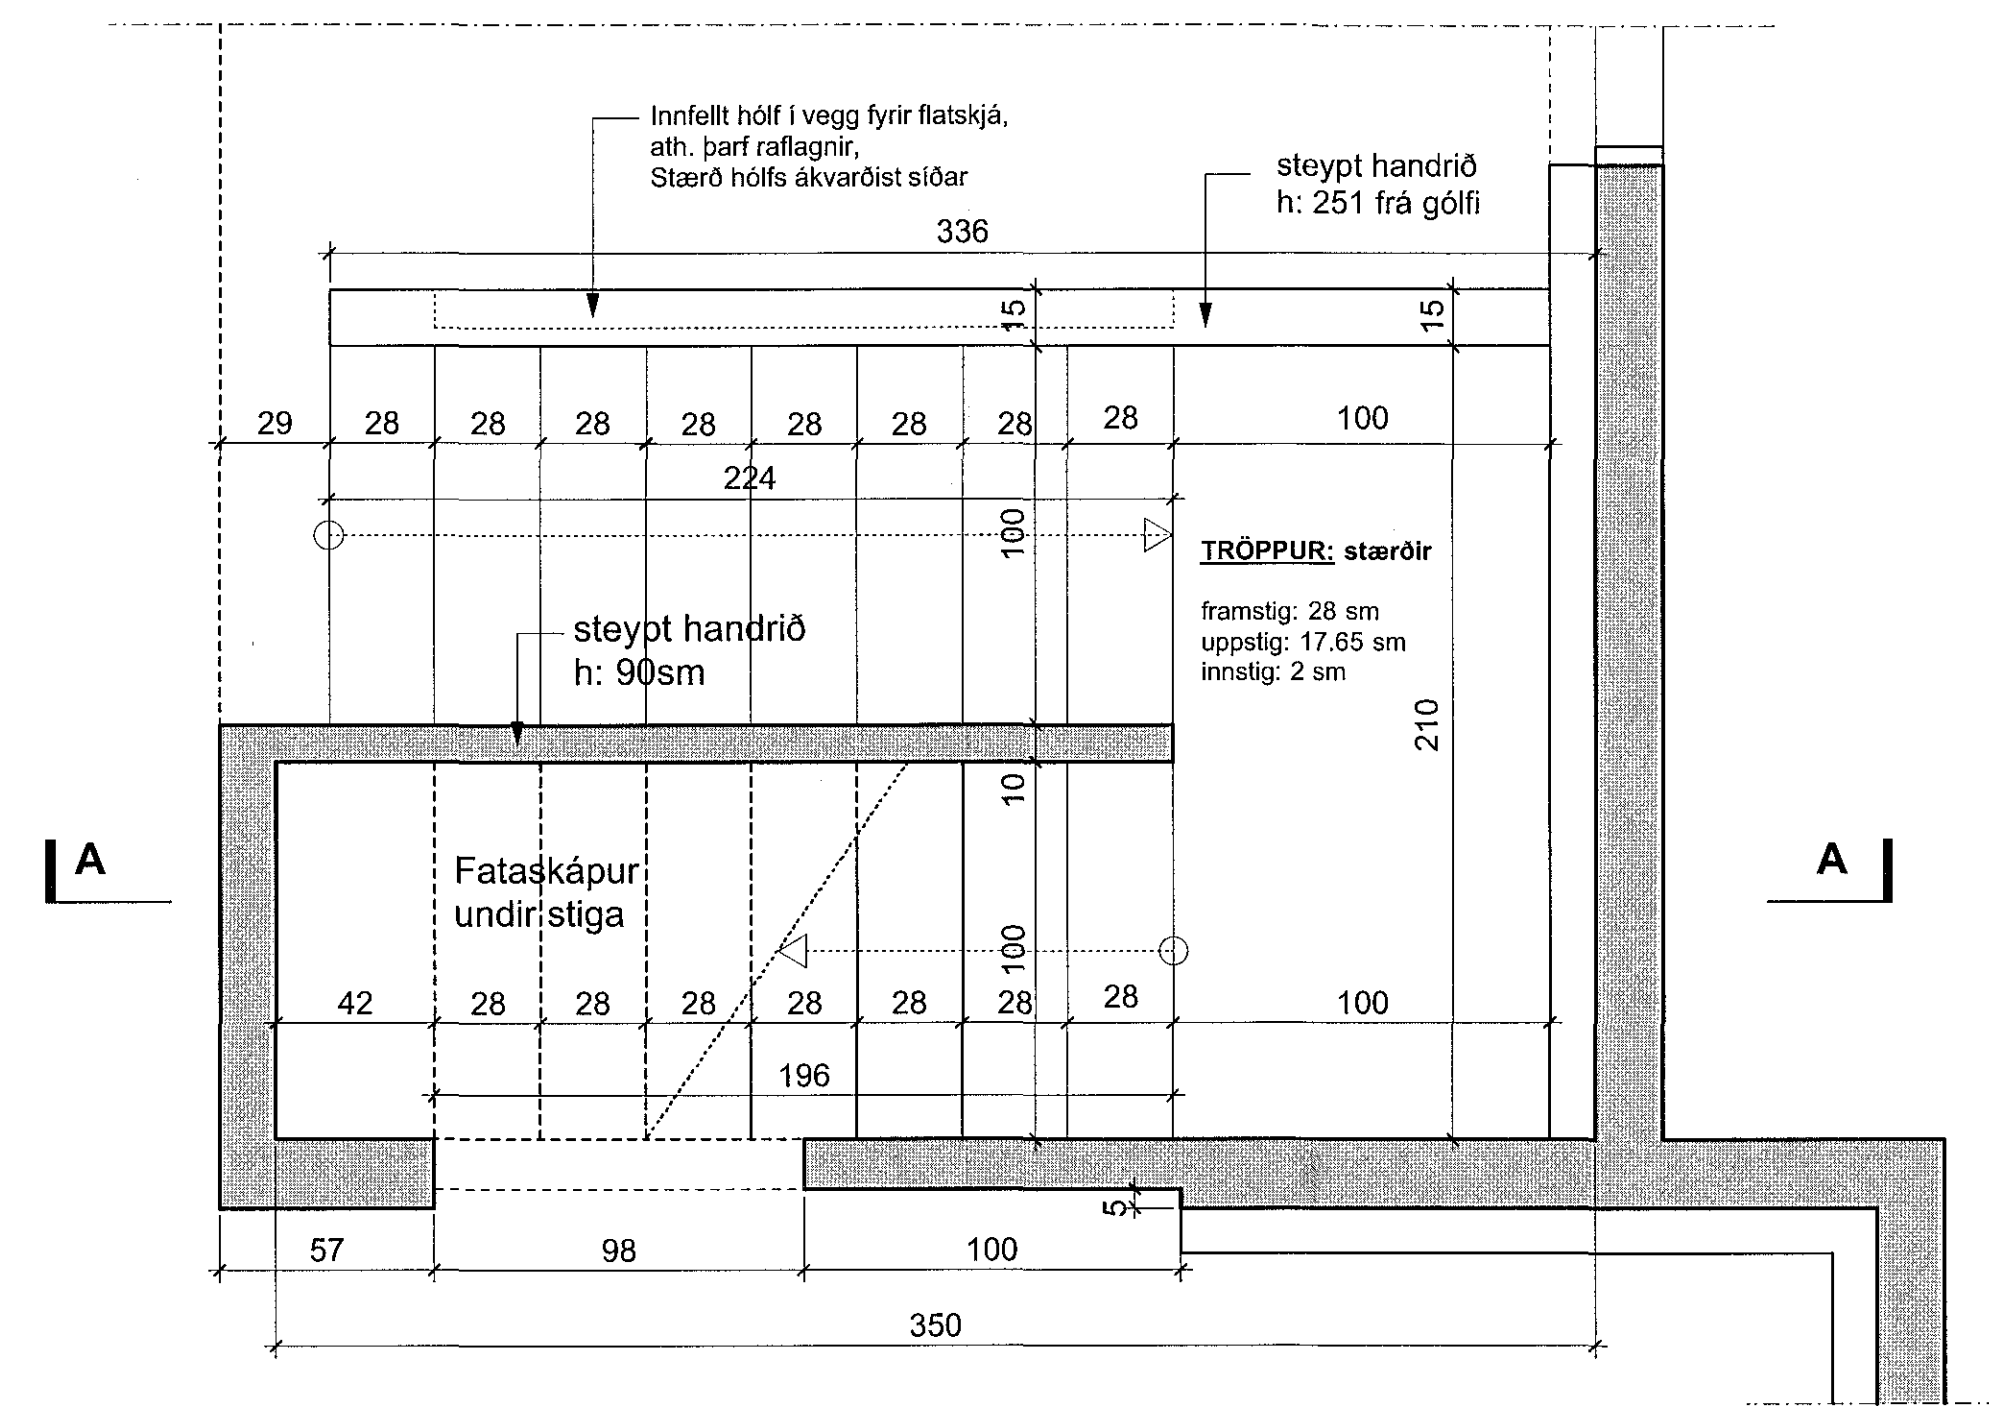 Innfellt hólf í vegg fyrir flatskjá,
ath. þarf raflagnir,
Stærð hólfs ákvarðist síðar
steypt handrið
h: 251 frá gólfi
336
15
15
29
28
28
28
28
28
28
28
28
100
224
100
TRÖPPUR: stærðir
framstig: 28 sm
uppstig: 17.65 sm
innstig: 2 sm
steypt handrið
h: 90sm
210
10
A
A
Fataskápur
undir stiga
100
42
28
28
28
28
28
28
28
100
196
5
57
98
100
350